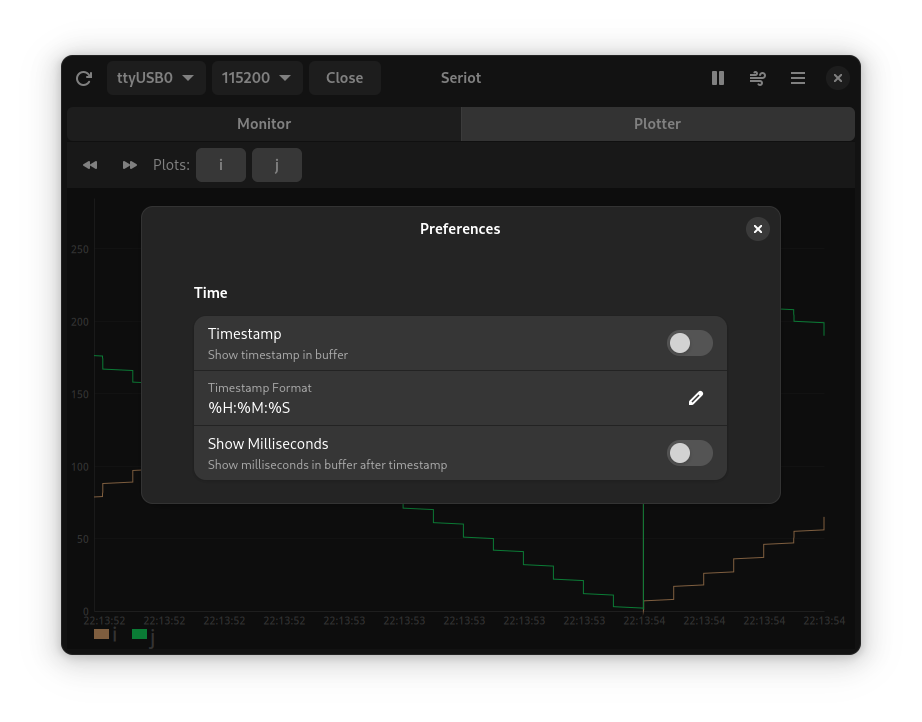 ttyUSB0 115200 Close Seriot
Monitor Plotter
Plots: i j
Preferences
Time
Timestamp
Show timestamp in buffer
Timestamp Format
%H:%M:%S
Show Milliseconds
Show milliseconds in buffer after timestamp
250
200
150
100
50
0
22:13:52 22:13:52 22:13:52 22:13:52 22:13:53 22:13:53 22:13:53 22:13:53 22:13:53 22:13:54 22:13:54 22:13:54 22:13:54
i j